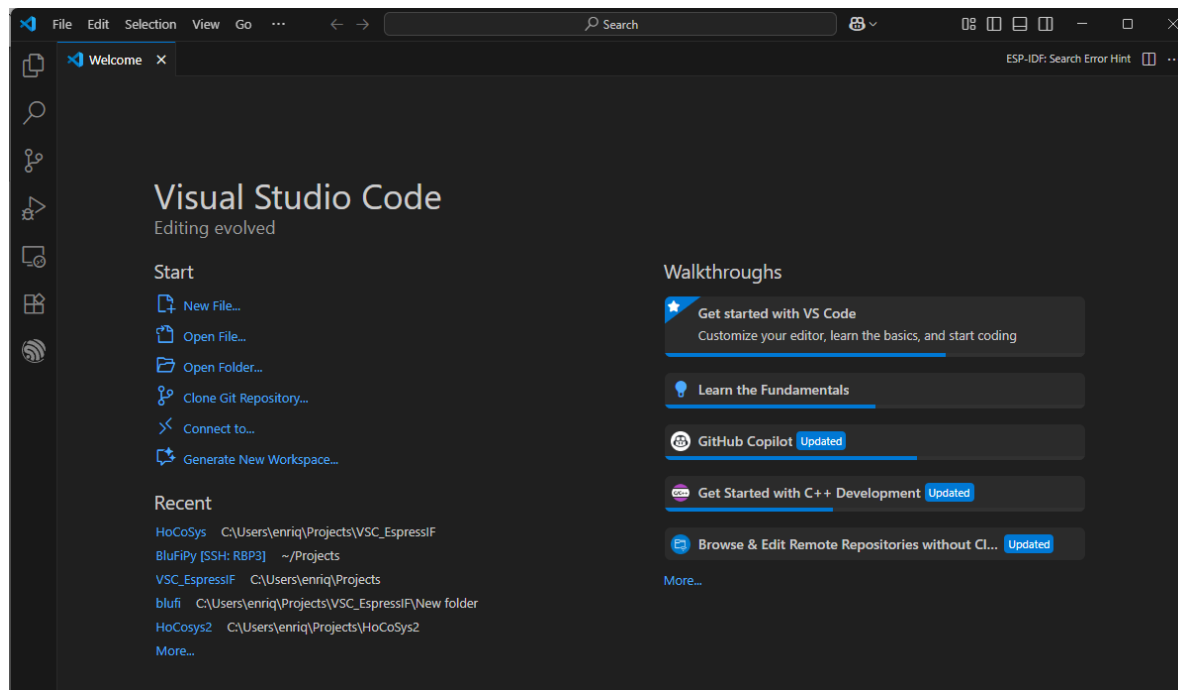 File Edit Selection View Go ··· Search
Welcome
ESP-IDF: Search Error Hint
Visual Studio Code
Editing evolved
Start
New File...
Open File...
Open Folder...
Clone Git Repository...
Connect to...
Generate New Workspace...
Recent
HoCoSys C:\Users\enriq\Projects\VSC_EspressIF
BluFiPy [SSH: RBP3] ~/Projects
VSC_EspressIF C:\Users\enriq\Projects
blufi C:\Users\enriq\Projects\VSC_EspressIF\New folder
HoCosys2 C:\Users\enriq\Projects\HoCoSys2
More...
Walkthroughs
Get started with VS Code
Customize your editor, learn the basics, and start coding
Learn the Fundamentals
GitHub Copilot Updated
Get Started with C++ Development Updated
Browse & Edit Remote Repositories without Cl... Updated
More...